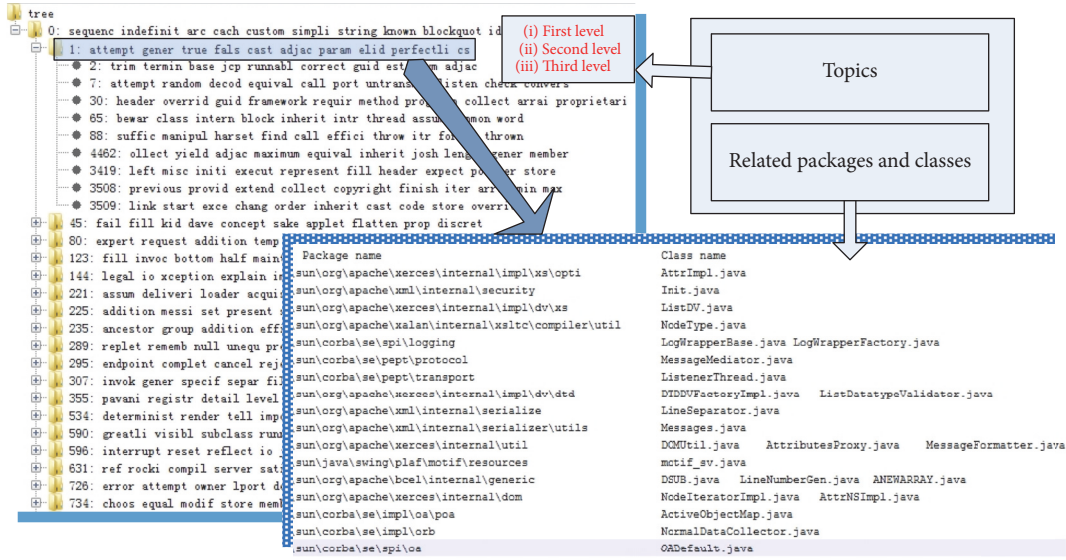 tree
0: sequenc indefinit arc cach custom simpli string known blockquot id
1: attempt gener true fals cast adjac param elid perfectli cs
2: trim termin base jcp runnabl correct guid adjac
7: attempt random decod equival call port listen check convers
30: header overrid guid framework requir method collect arrai proprietari
65: bewar class intern block inherit intr thread word
88: suffic manipul harset find call effici throw itr thrown
4462: ollect yield adjac maximum equival inherit josh member
3419: left misc initi execut represent fill header expect store
3508: previous provid extend collect copyright finish iter max
3509: link start exce chang order inherit cast code store
45: fail fill kid dave concept sake applet flatten prop discret
80: expert request addition temp
123: fill invoc bottom half
144: legal io xception explain
221: assum deliveri loader
225: addition messi set present
235: ancestor group addition
289: replet rememb null unequ
295: endpoint complet cancel
307: invok gener specif separ
355: pavani registr detail level
534: determinist render tell
590: greatli visibl subclass
596: interrupt reset reflect io
631: ref rocki compil server
726: error attempt owner lport
734: choos equal modif store
(i) First level
(ii) Second level
(iii) Third level
Topics
Related packages and classes
Package name Class name
sun\org\apache\xerces\internal\impl\xs\opti AttrImpl.java
sun\org\apache\xml\internal\security Init.java
sun\org\apache\xerces\internal\impl\dv\xs ListDV.java
sun\org\apache\xalan\internal\xsltc\compiler\util NodeType.java
sun\corba\se\spi\logging LogWrapperBase.java LogWrapperFactory.java
sun\corba\se\pept\protocol MessageMediator.java
sun\corba\se\pept\transport ListenerThread.java
sun\org\apache\xerces\internal\impl\dv\dtd DTDDVFactoryImpl.java ListDatatypeValidator.java
sun\org\apache\xml\internal\serialize LineSeparator.java
sun\org\apache\xml\internal\serializer\utils Messages.java
sun\org\apache\xerces\internal\util DOMUtil.java AttributesProxy.java MessageFormatter.java
sun\java\swing\plaf\motif\resources motif_sv.java
sun\org\apache\bcel\internal\generic DSUB.java LineNumberGen.java ANEWARRAY.java
sun\org\apache\xerces\internal\dom NodeIteratorImpl.java AttrNSImpl.java
sun\corba\se\impl\oa\poa ActiveObjectMap.java
sun\corba\se\impl\orb NormalDataCollector.java
sun\corba\se\spi\oa OADefault.java